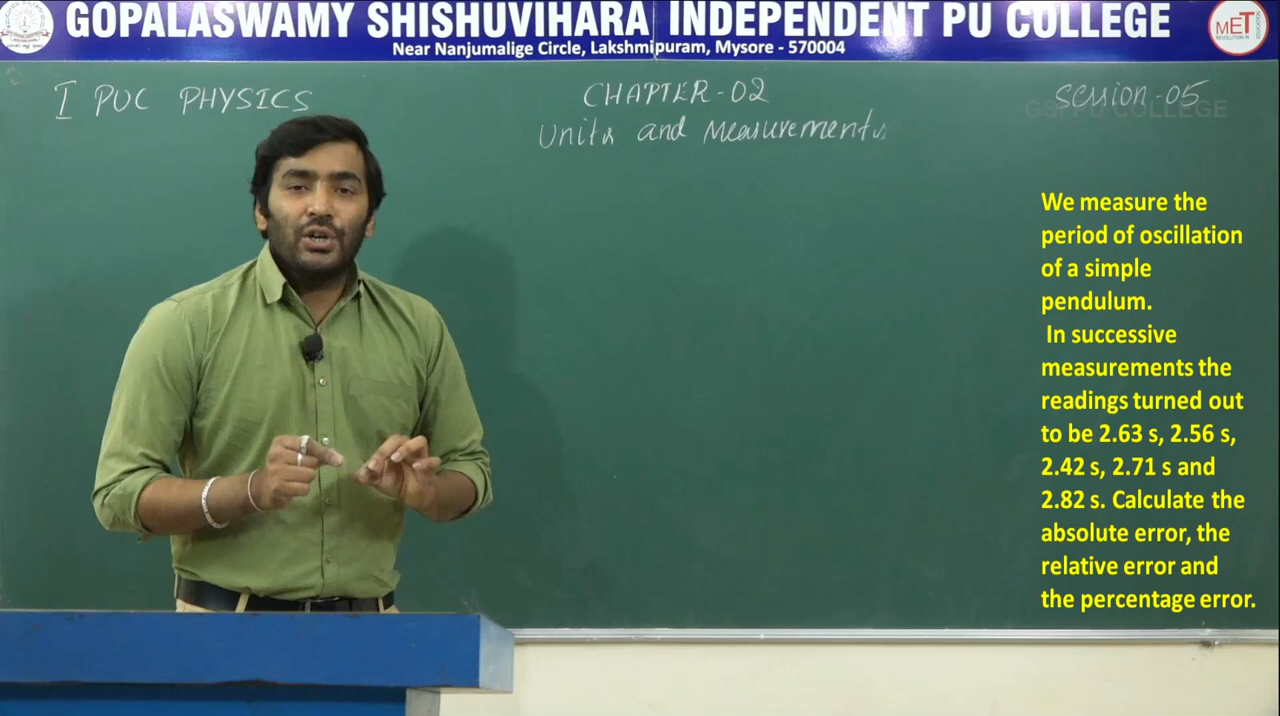 GOPALASWAMY SHISHUVIHARA INDEPENDENT PU COLLEGE
Near Nanjumalige Circle, Lakshmipuram, Mysore - 570004
MET
I PUC PHYSICS
CHAPTER-02
Session-05
GSI PU COLLEGE
Units and Measurements
We measure the
period of oscillation
of a simple
pendulum.
In successive
measurements the
readings turned out
to be 2.63 s, 2.56 s,
2.42 s, 2.71 s and
2.82 s. Calculate the
absolute error, the
relative error and
the percentage error.